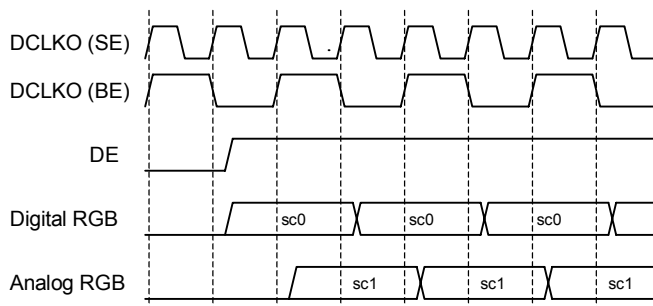 DCLKO (SE)
DCLKO (BE)
DE
Digital RGB sc0 sc0 sc0
Analog RGB sc1 sc1 sc1